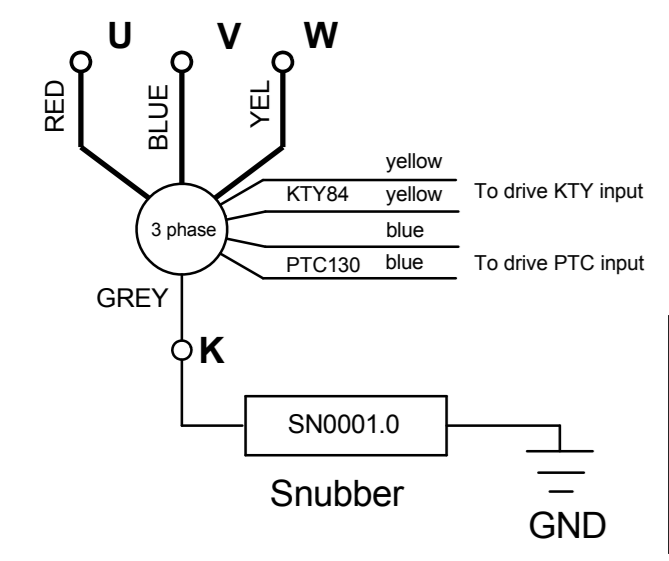 U V W
RED BLUE YEL
yellow
KTY84 yellow To drive KTY input
3 phase
blue
PTC130 blue To drive PTC input
GREY
K
SN0001.0
Snubber
GND